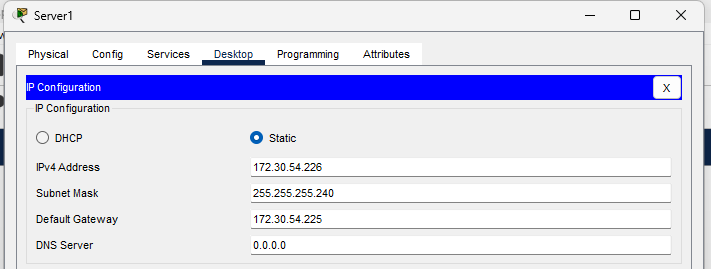 Server1
Physical Config Services Desktop Programming Attributes
IP Configuration X
IP Configuration
DHCP Static
IPv4 Address 172.30.54.226
Subnet Mask 255.255.255.240
Default Gateway 172.30.54.225
DNS Server 0.0.0.0